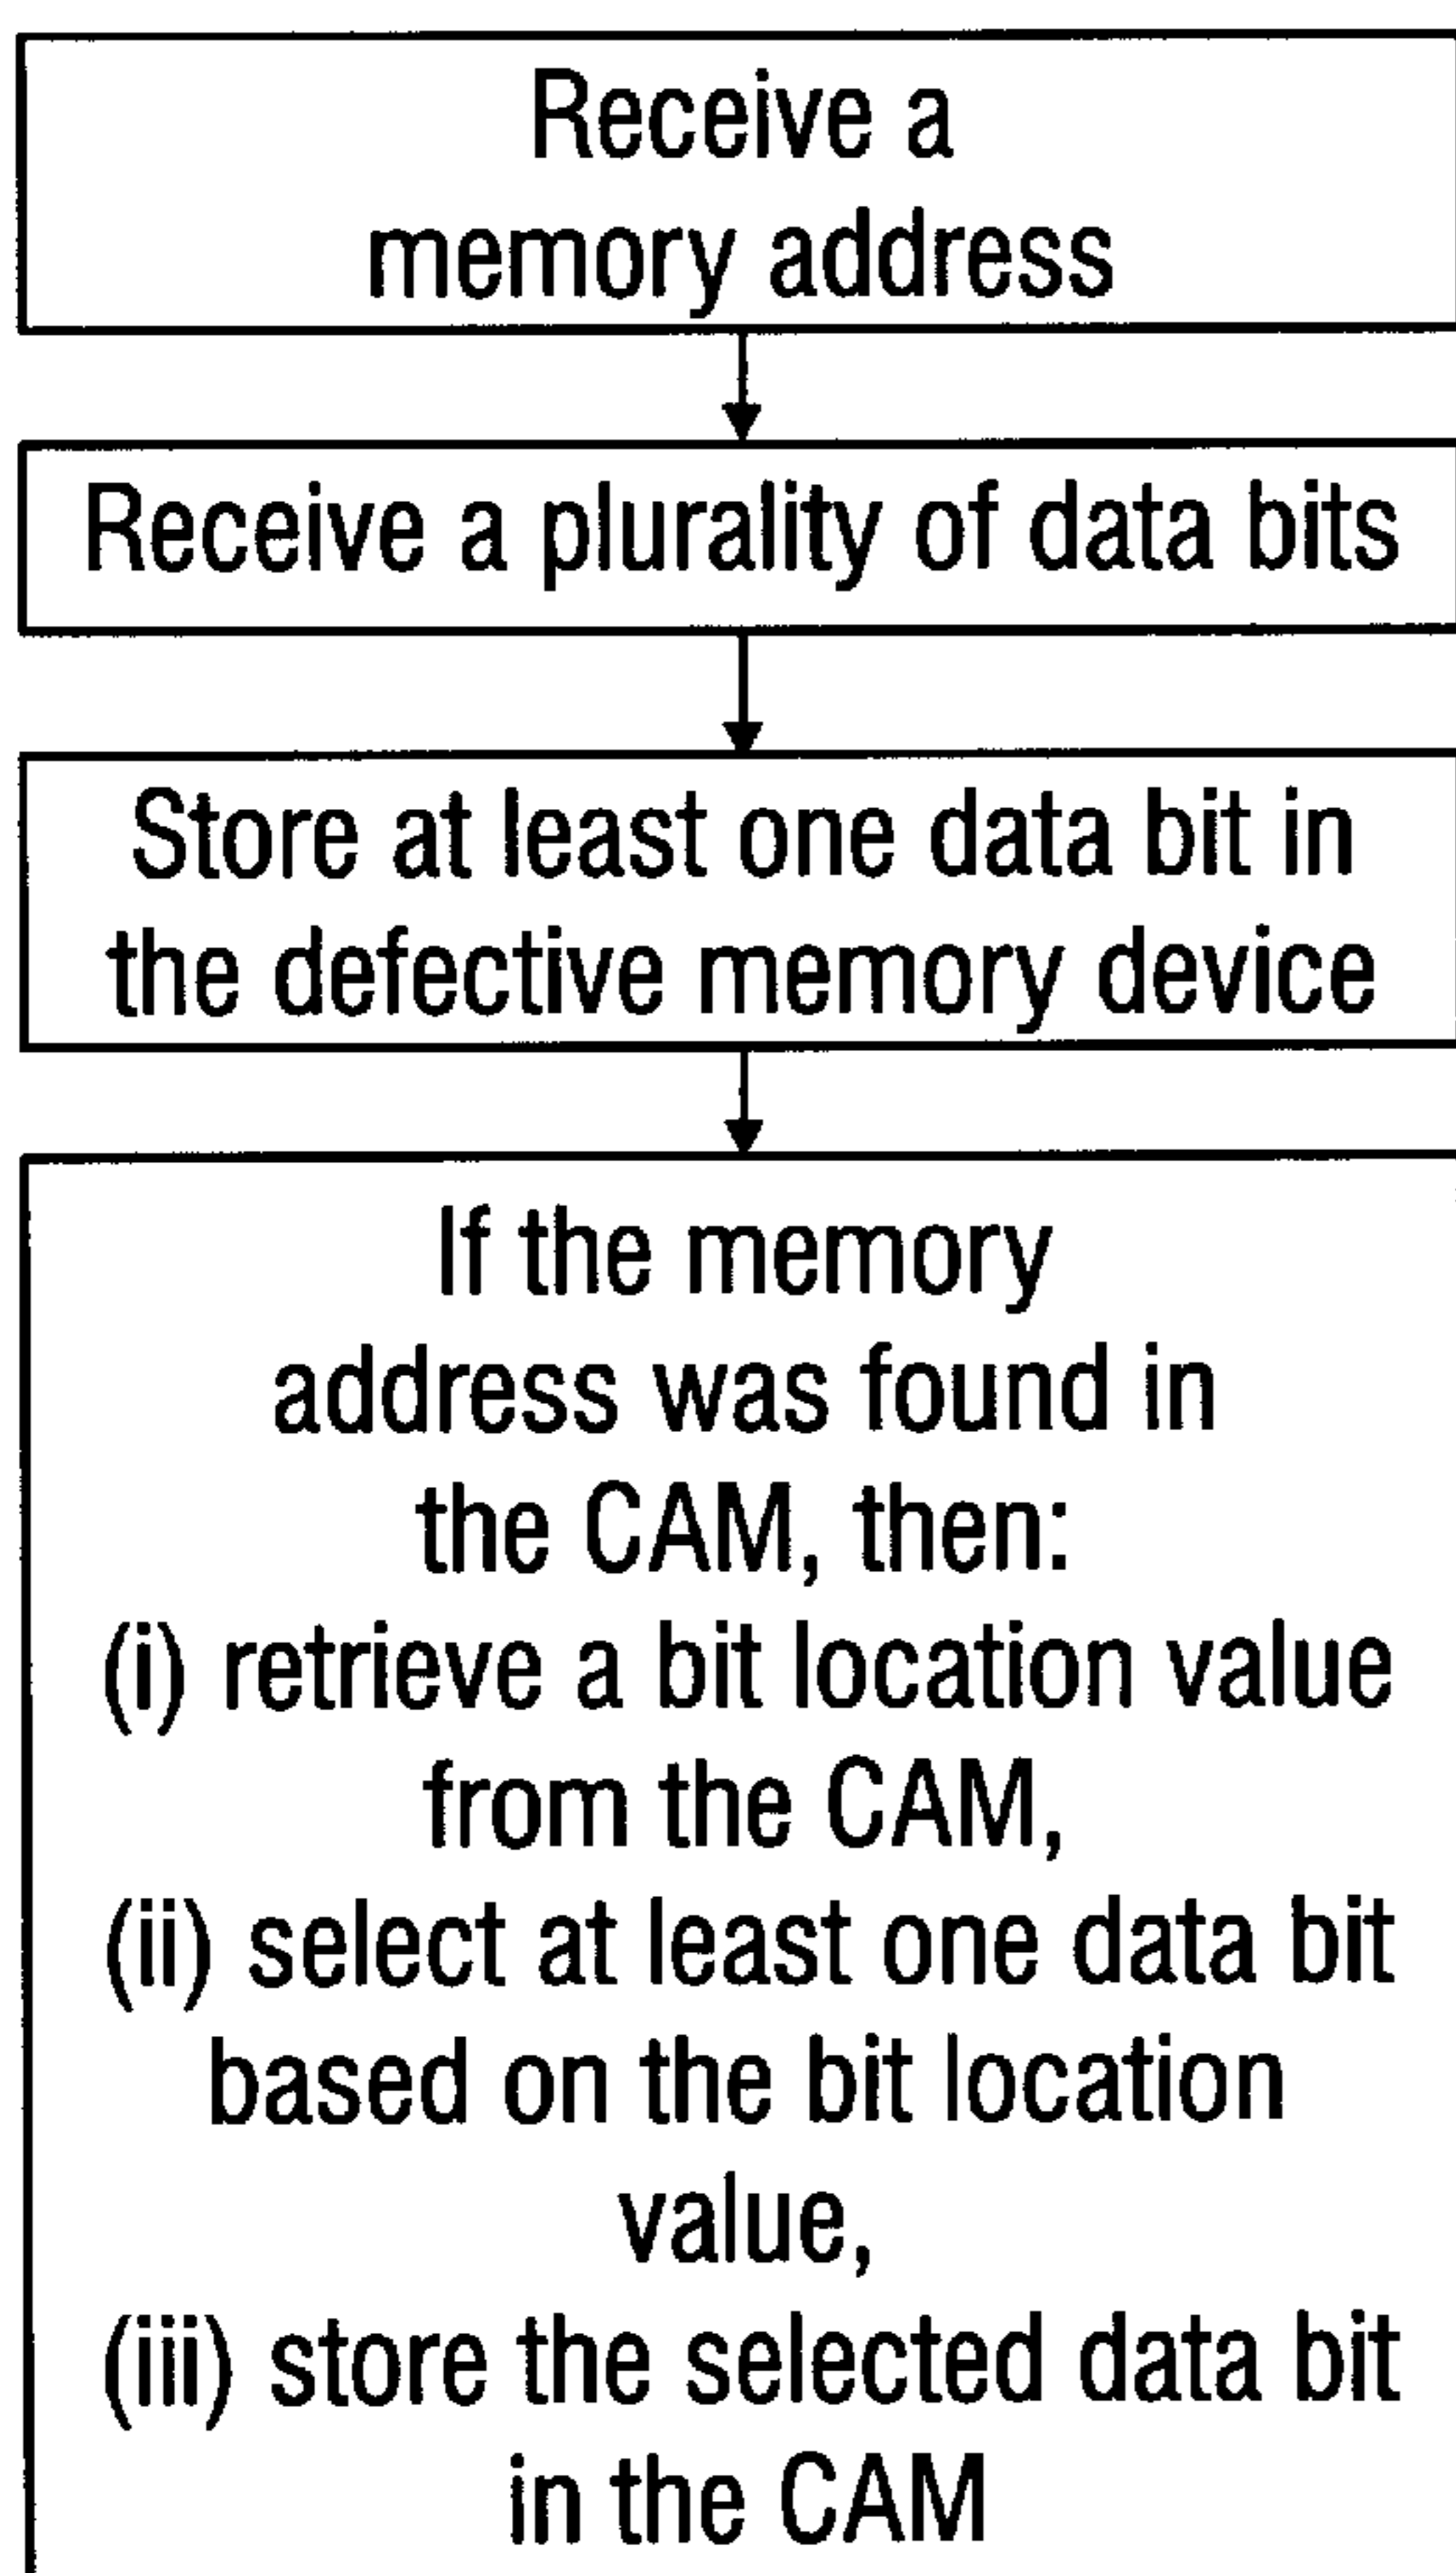 Receive a
memory address
Receive a plurality of data bits
Store at least one data bit in
the defective memory device
If the memory
address was found in
the CAM, then:
(i) retrieve a bit location value
from the CAM,
(ii) select at least one data bit
based on the bit location
value,
(iii) store the selected data bit
in the CAM